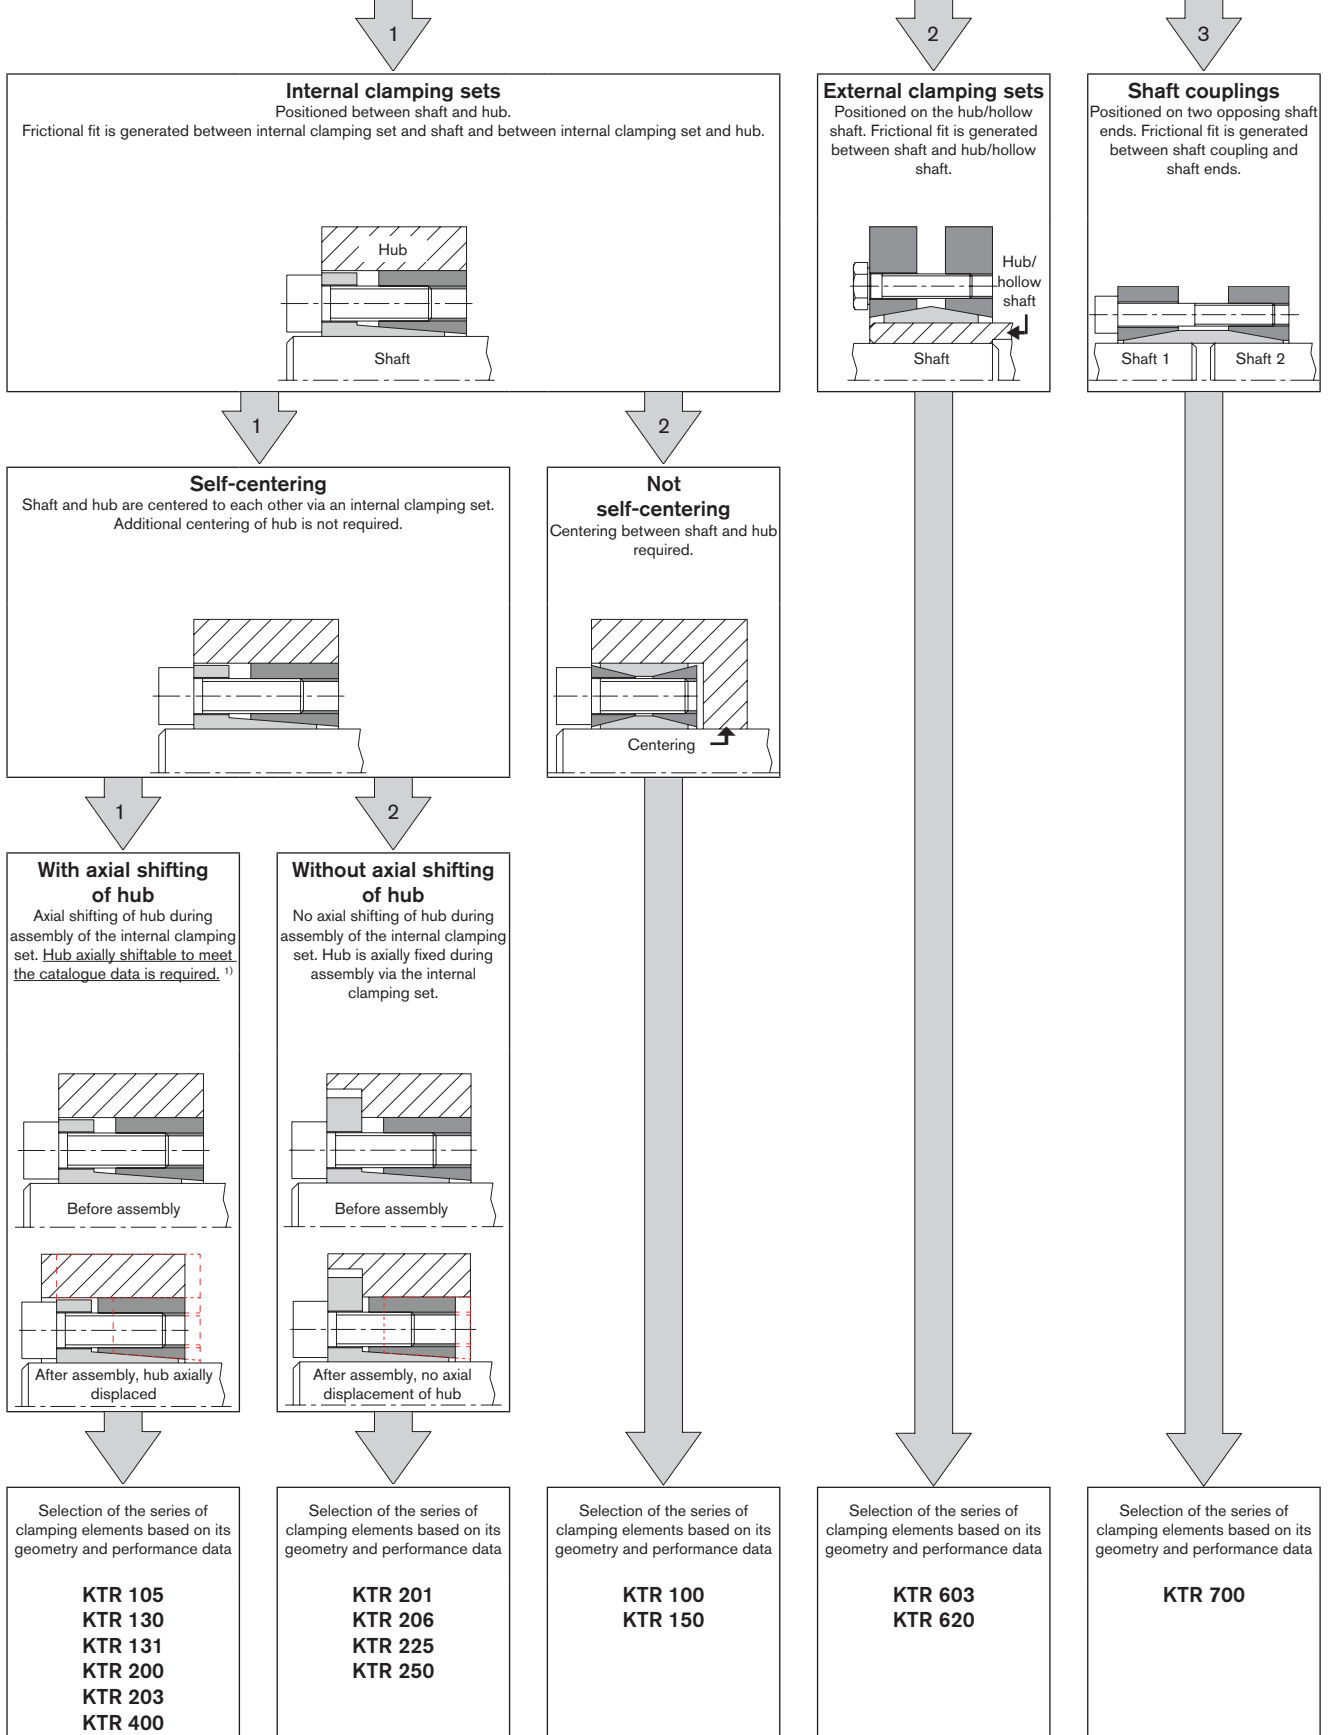 1
2
3
Internal clamping sets
Positioned between shaft and hub.
Frictional fit is generated between internal clamping set and shaft and between internal clamping set and hub.
Hub
Shaft
External clamping sets
Positioned on the hub/hollow
shaft. Frictional fit is generated
between shaft and hub/hollow
shaft.
Hub/
hollow
shaft
Shaft
Shaft couplings
Positioned on two opposing shaft
ends. Frictional fit is generated
between shaft coupling and
shaft ends.
Shaft 1
Shaft 2
1
2
Self-centering
Shaft and hub are centered to each other via an internal clamping set.
Additional centering of hub is not required.
Not
self-centering
Centering between shaft and hub
required.
Centering
1
2
With axial shifting
of hub
Axial shifting of hub during
assembly of the internal clamping
set. Hub axially shiftable to meet
the catalogue data is required. 1)
Before assembly
After assembly, hub axially
displaced
Without axial shifting
of hub
No axial shifting of hub during
assembly of the internal clamping
set. Hub is axially fixed during
assembly via the internal
clamping set.
Before assembly
After assembly, no axial
displacement of hub
Selection of the series of
clamping elements based on its
geometry and performance data
KTR 105
KTR 130
KTR 131
KTR 200
KTR 203
KTR 400
Selection of the series of
clamping elements based on its
geometry and performance data
KTR 201
KTR 206
KTR 225
KTR 250
Selection of the series of
clamping elements based on its
geometry and performance data
KTR 100
KTR 150
Selection of the series of
clamping elements based on its
geometry and performance data
KTR 603
KTR 620
Selection of the series of
clamping elements based on its
geometry and performance data
KTR 700